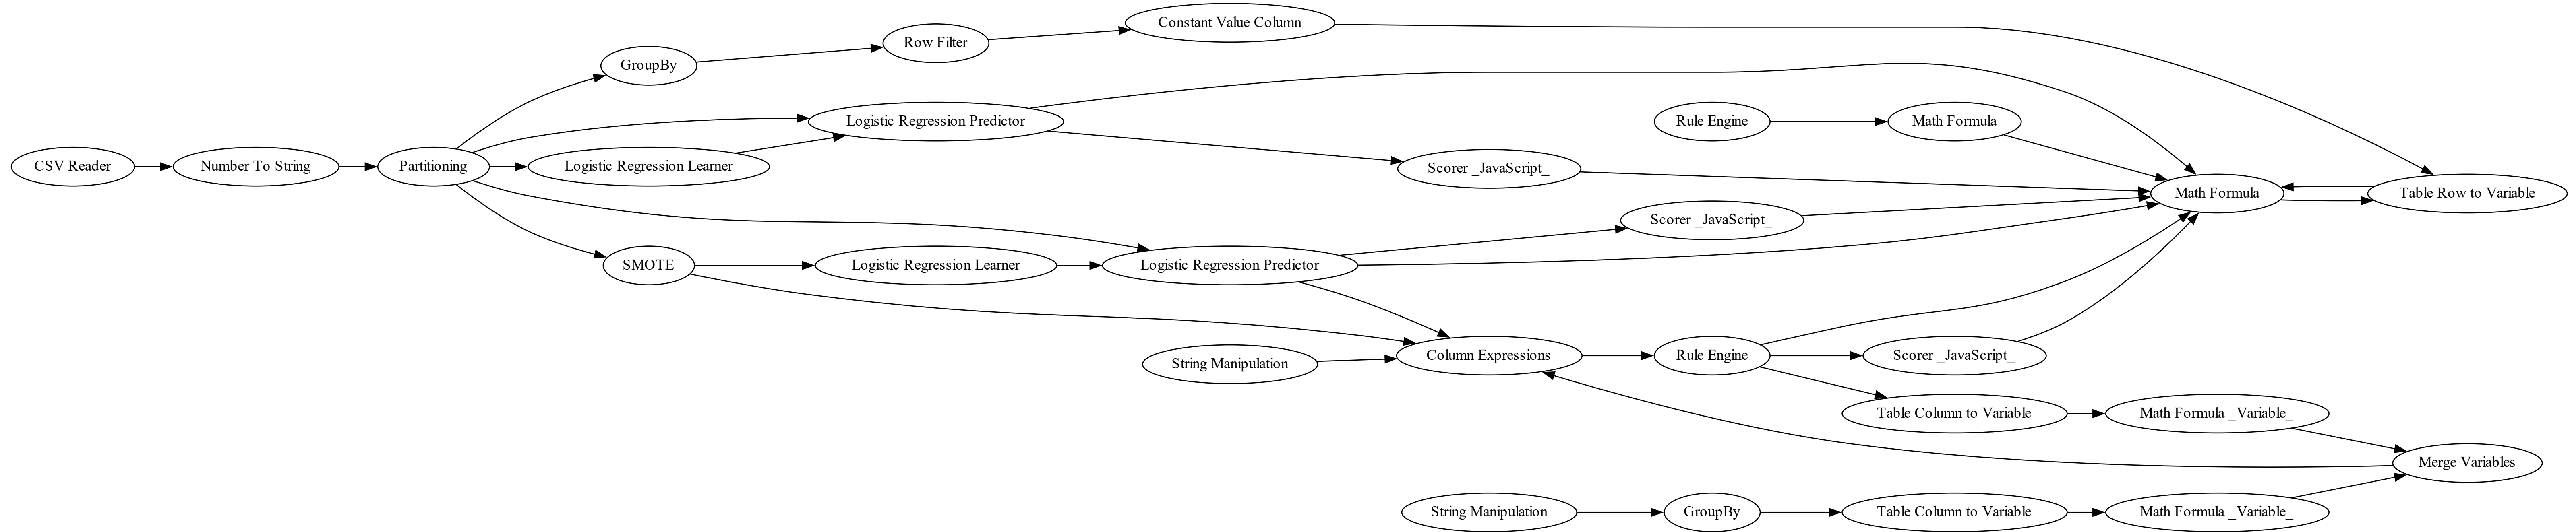 Constant Value Column
Row Filter
GroupBy
Logistic Regression Predictor
Rule Engine
Math Formula
CSV Reader
Number To String
Partitioning
Logistic Regression Learner
Scorer _JavaScript_
Math Formula
Table Row to Variable
Scorer _JavaScript_
SMOTE
Logistic Regression Learner
Logistic Regression Predictor
String Manipulation
Column Expressions
Rule Engine
Scorer _JavaScript_
Table Column to Variable
Math Formula _Variable_
Merge Variables
String Manipulation
GroupBy
Table Column to Variable
Math Formula _Variable_